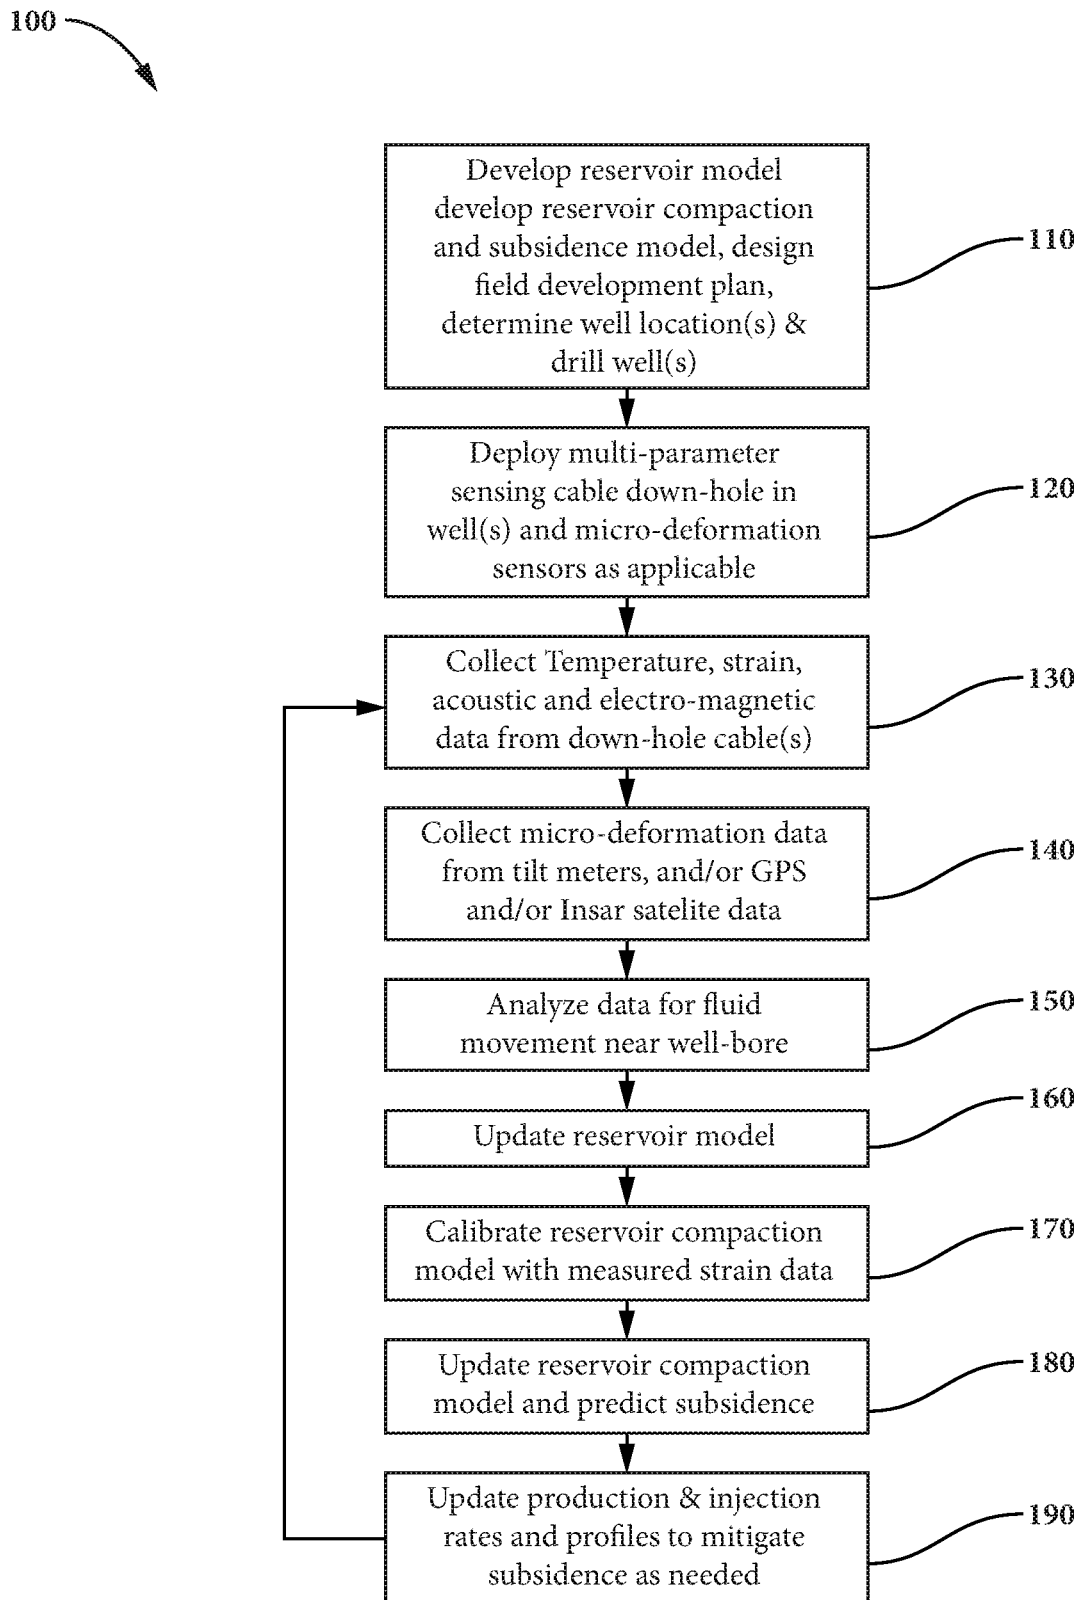 100
Develop reservoir model
develop reservoir compaction
and subsidence model, design
field development plan,
determine well location(s) &
drill well(s)
110
Deploy multi-parameter
sensing cable down-hole in
well(s) and micro-deformation
sensors as applicable
120
Collect Temperature, strain,
acoustic and electro-magnetic
data from down-hole cable(s)
130
Collect micro-deformation data
from tilt meters, and/or GPS
and/or Insar satelite data
140
Analyze data for fluid
movement near well-bore
150
Update reservoir model
160
Calibrate reservoir compaction
model with measured strain data
170
Update reservoir compaction
model and predict subsidence
180
Update production & injection
rates and profiles to mitigate
subsidence as needed
190